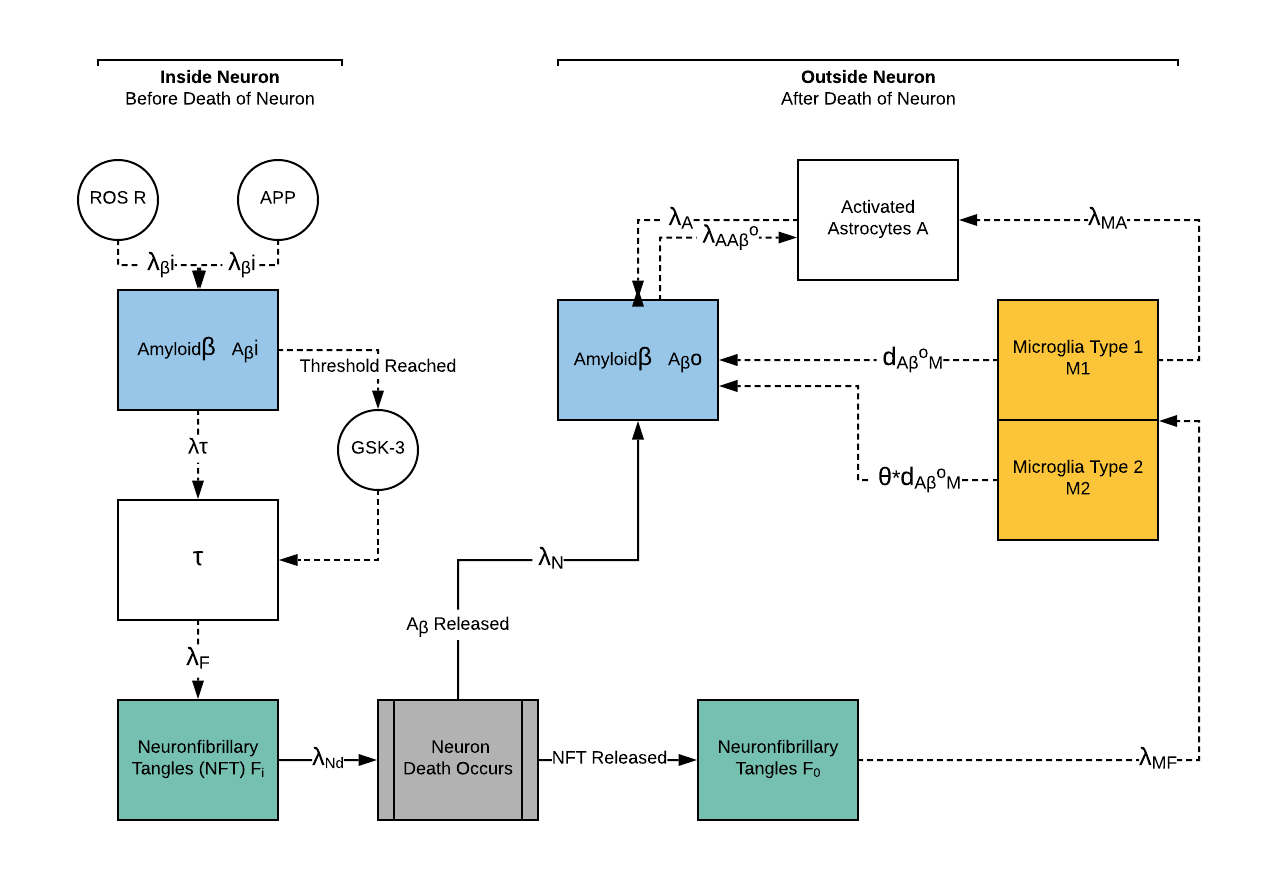 Inside Neuron
Before Death of Neuron
Outside Neuron
After Death of Neuron
ROS R
APP
λβi
λβi
Amyloidβ Aβi
Threshold Reached
GSK-3
λτ
τ
λF
Neuronfibrillary
Tangles (NFT) Fi
λNd
Neuron
Death Occurs
Aβ Released
λN
NFT Released
Neuronfibrillary
Tangles F0
λMF
Activated
Astrocytes A
λA
λAAβo
λMA
Amyloidβ Aβo
dAβoM
θ*dAβoM
Microglia Type 1
M1
Microglia Type 2
M2